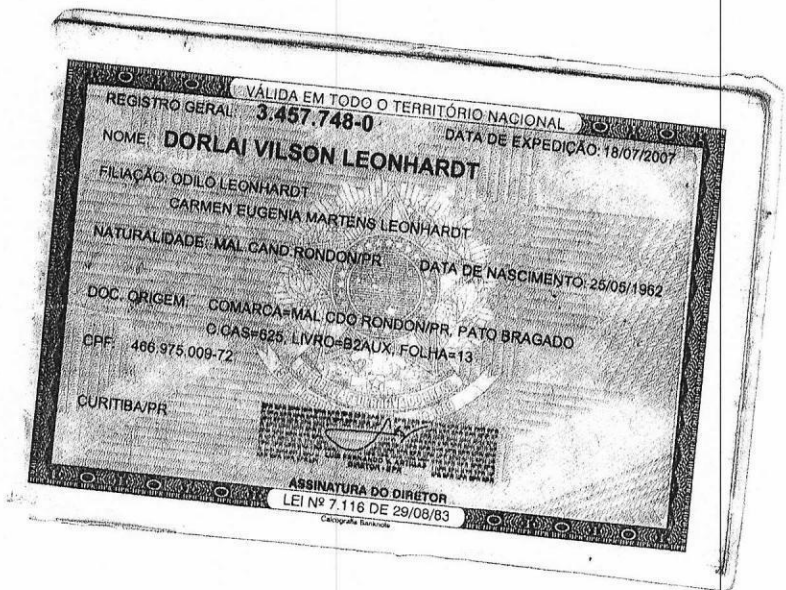 VÁLIDA EM TODO O TERRITÓRIO NACIONAL
REGISTRO GERAL: 3.457.748-0 DATA DE EXPEDIÇÃO: 18/07/2007
NOME: DORLAI VILSON LEONHARDT
FILIAÇÃO: ODILO LEONHARDT
CARMEN EUGENIA MARTENS LEONHARDT
NATURALIDADE: MAL.CAND.RONDON/PR DATA DE NASCIMENTO: 25/05/1962
DOC. ORIGEM: COMARCA=MAL.CDO RONDON/PR, PATO BRAGADO
C.CAS=625, LIVRO=B2AUX, FOLHA=13
CPF: 466.975.009-72
CURITIBA/PR
ASSINATURA DO DIRETOR
LEI Nº 7.116 DE 29/08/83
Calcografia Banknote